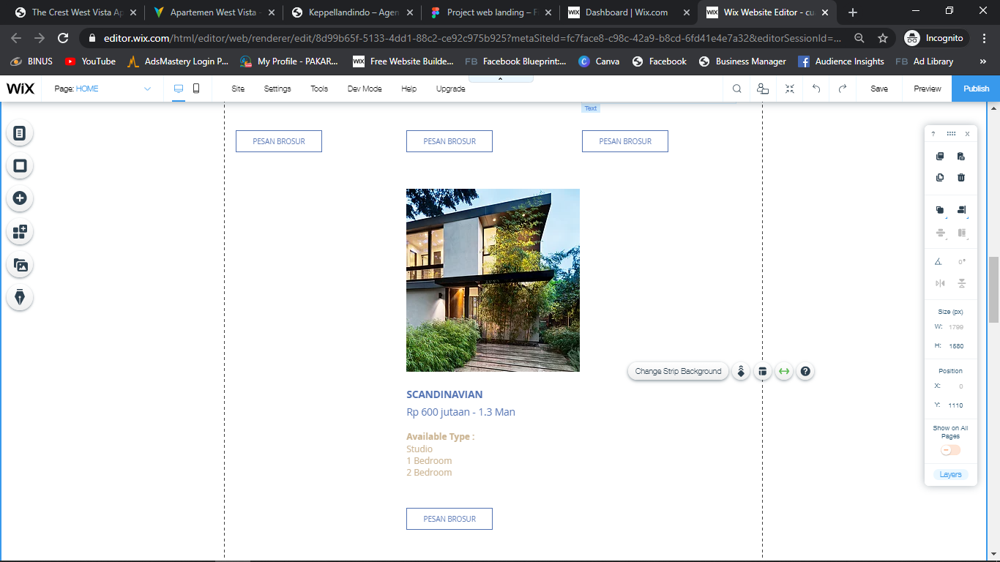 The Crest West Vista Ap
Apartemen West Vista -
Keppellandindo – Agen
Project web landing – F
Dashboard | Wix.com
Wix Website Editor - cu
editor.wix.com/html/editor/web/renderer/edit/8d99b65f-5133-4dd1-88c2-ce92c975b925?metaSiteId=fc7face8-c98c-42a9-b8cd-6fd41e4e7a32&editorSessionId=...
Incognito
BINUS
YouTube
AdsMastery Login P...
My Profile - PAKAR...
Free Website Builde...
FB Facebook Blueprint:...
Canva
Facebook
Business Manager
Audience Insights
FB Ad Library
WiX
Page: HOME
Site
Settings
Tools
Dev Mode
Help
Upgrade
Save
Preview
Publish
Text
PESAN BROSUR
PESAN BROSUR
PESAN BROSUR
Change Strip Background
SCANDINAVIAN
Rp 600 jutaan - 1.3 Man
Available Type :
Studio
1 Bedroom
2 Bedroom
PESAN BROSUR
? x
0°
Size (px)
W: 1799
H: 1580
Position
X: 0
Y: 1110
Show on All
Pages
Layers